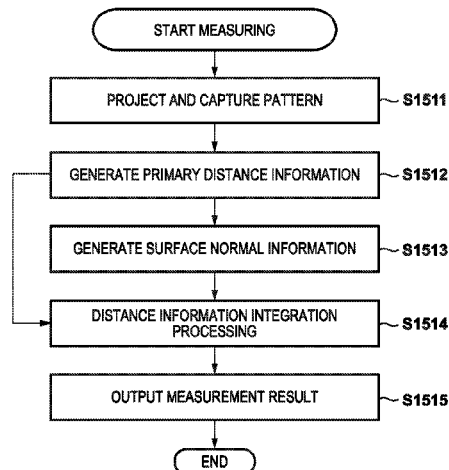 START MEASURING
PROJECT AND CAPTURE PATTERN
S1511
GENERATE PRIMARY DISTANCE INFORMATION
S1512
GENERATE SURFACE NORMAL INFORMATION
S1513
DISTANCE INFORMATION INTEGRATION
PROCESSING
S1514
OUTPUT MEASUREMENT RESULT
S1515
END